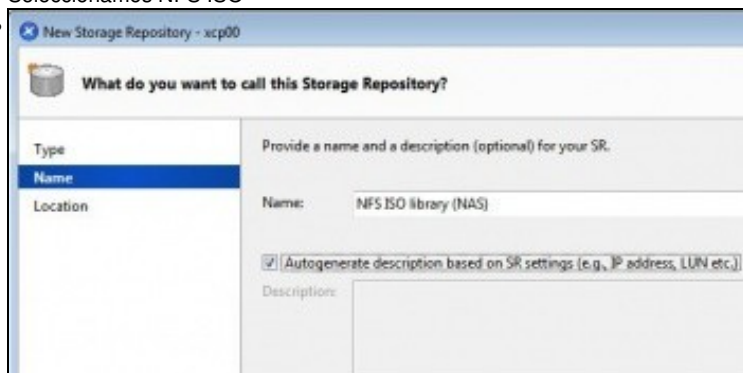 Seleccionamos NFS ISO
New Storage Repository - xcp00
What do you want to call this Storage Repository?
Type
Provide a name and a description (optional) for your SR.
Name
Location
Name: NFS ISO library (NAS)
Autogenerate description based on SR settings (e.g., IP address, LUN etc.)
Description: